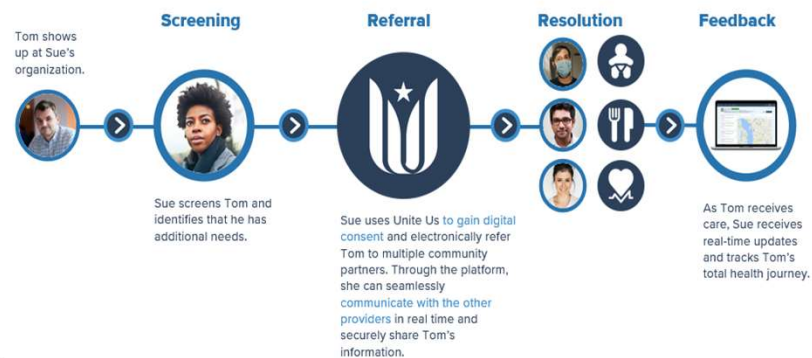 Screening
Referral
Resolution
Feedback
Tom shows
up at Sue's
organization.
Sue screens Tom and
identifies that he has
additional needs.
Sue uses Unite Us to gain digital
consent and electronically refer
Tom to multiple community
partners. Through the platform,
she can seamlessly
communicate with the other
providers in real time and
securely share Tom's
information.
As Tom receives
care, Sue receives
real-time updates
and tracks Tom's
total health journey.